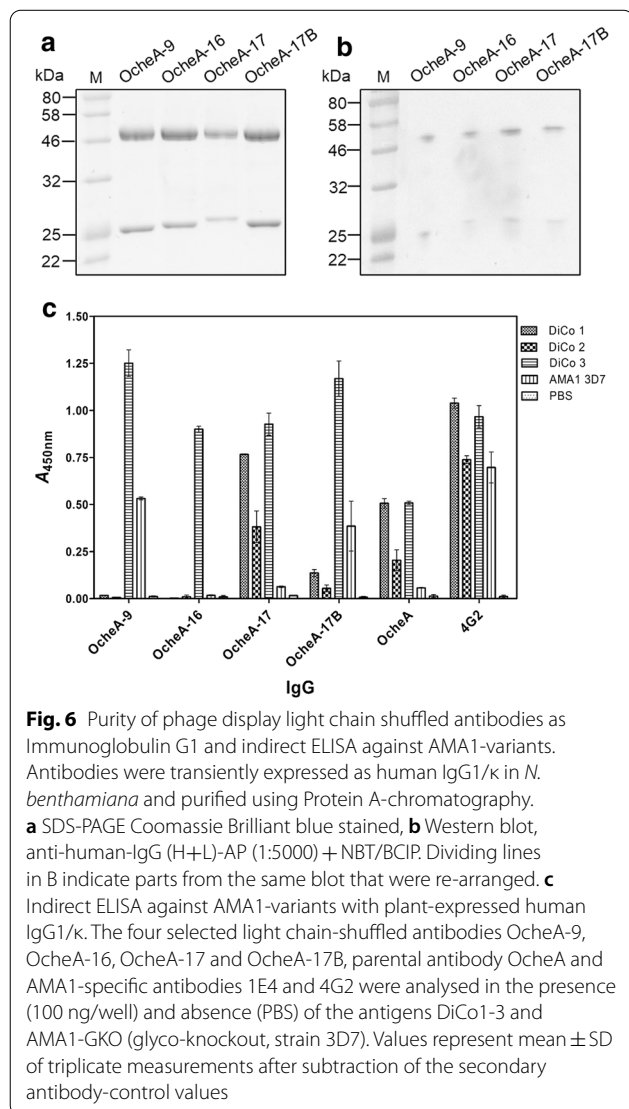 a
OcheA-9
OcheA-16
OcheA-17
OcheA-17B
kDa
M
80
58
46
32
25
22
b
OcheA-9
OcheA-16
OcheA-17
OcheA-17B
kDa
M
80
58
46
32
25
22
c
1.50
1.25
1.00
0.75
0.50
0.25
0.00
A450nm
DiCo 1
DiCo 2
DiCo 3
AMA1 3D7
PBS
OcheA-9
OcheA-16
OcheA-17
OcheA-17B
OcheA
4G2
IgG
Fig. 6 Purity of phage display light chain shuffled antibodies as
Immunoglobulin G1 and indirect ELISA against AMA1-variants.
Antibodies were transiently expressed as human IgG1/κ in N.
benthamiana and purified using Protein A-chromatography.
a SDS-PAGE Coomassie Brilliant blue stained, b Western blot,
anti-human-IgG (H+L)-AP (1:5000) + NBT/BCIP. Dividing lines
in B indicate parts from the same blot that were re-arranged. c
Indirect ELISA against AMA1-variants with plant-expressed human
IgG1/κ. The four selected light chain-shuffled antibodies OcheA-9,
OcheA-16, OcheA-17 and OcheA-17B, parental antibody OcheA and
AMA1-specific antibodies 1E4 and 4G2 were analysed in the presence
(100 ng/well) and absence (PBS) of the antigens DiCo1-3 and
AMA1-GKO (glyco-knockout, strain 3D7). Values represent mean ± SD
of triplicate measurements after subtraction of the secondary
antibody-control values